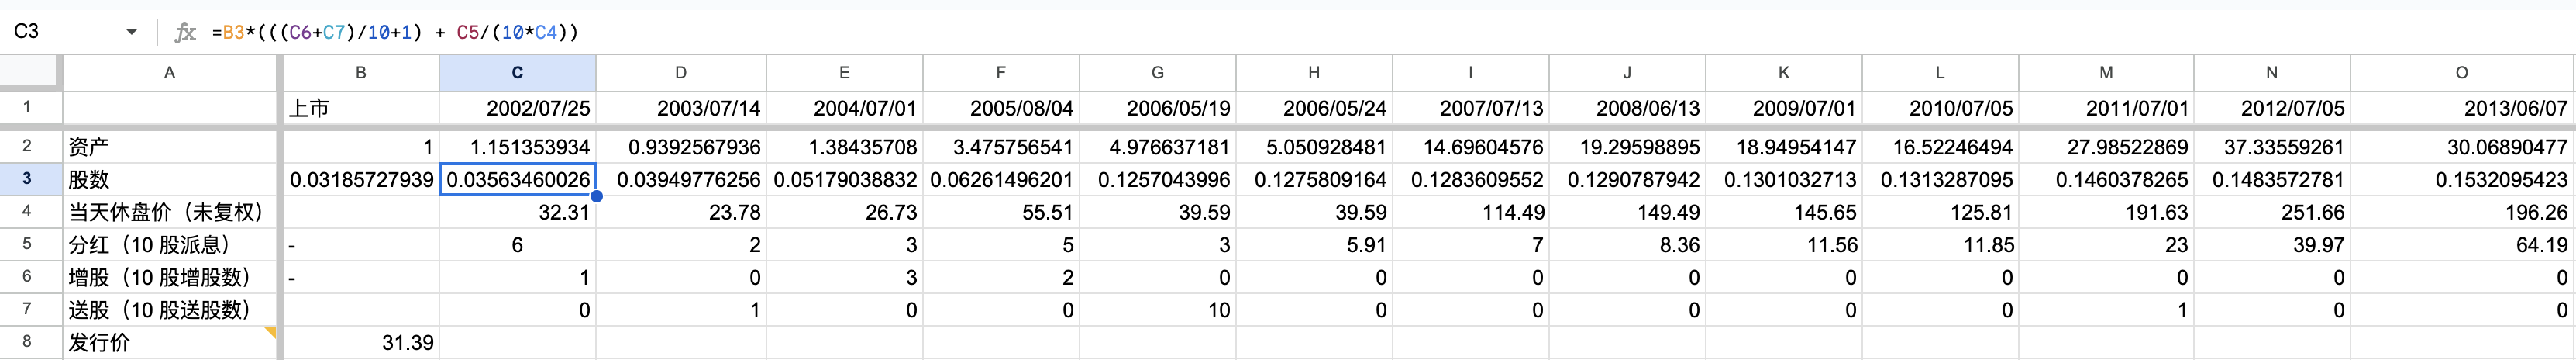 C3 fx =B3*(((C6+C7)/10+1) + C5/(10*C4))
A B C D E F G H I J K L M N O
1 上市 2002/07/25 2003/07/14 2004/07/01 2005/08/04 2006/05/19 2006/05/24 2007/07/13 2008/06/13 2009/07/01 2010/07/05 2011/07/01 2012/07/05 2013/06/07
2 资产 1 1.151353934 0.9392567936 1.38435708 3.475756541 4.976637181 5.050928481 14.69604576 19.29598895 18.94954147 16.52246494 27.98522869 37.33559261 30.06890477
3 股数 0.03185727939 0.03563460026 0.03949776256 0.05179038832 0.06261496201 0.1257043996 0.1275809164 0.1283609552 0.1290787942 0.1301032713 0.1313287095 0.1460378265 0.1483572781 0.1532095423
4 当天休盘价（未复权） 32.31 23.78 26.73 55.51 39.59 39.59 114.49 149.49 145.65 125.81 191.63 251.66 196.26
5 分红（10 股派息） - 6 2 3 5 3 5.91 7 8.36 11.56 11.85 23 39.97 64.19
6 增股（10 股增股数） - 1 0 3 2 0 0 0 0 0 0 0 0 0
7 送股（10 股送股数） 0 1 0 0 10 0 0 0 0 0 1 0 0
8 发行价 31.39